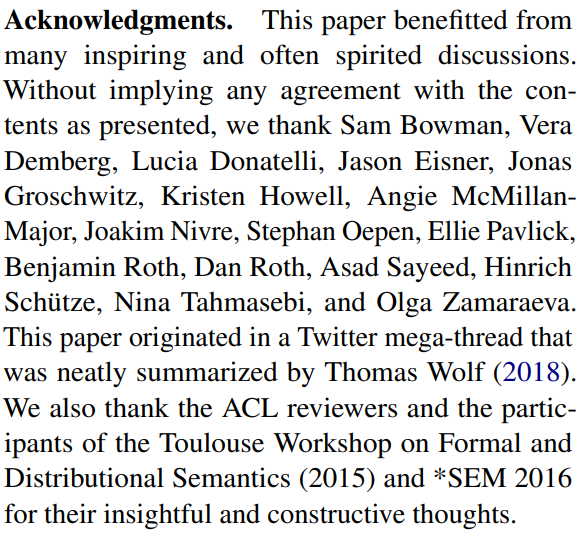 Acknowledgments. This paper benefitted from
many inspiring and often spirited discussions.
Without implying any agreement with the con-
tents as presented, we thank Sam Bowman, Vera
Demberg, Lucia Donatelli, Jason Eisner, Jonas
Groschwitz, Kristen Howell, Angie McMillan-
Major, Joakim Nivre, Stephan Oepen, Ellie Pavlick,
Benjamin Roth, Dan Roth, Asad Sayeed, Hinrich
Schütze, Nina Tahmasebi, and Olga Zamaraeva.
This paper originated in a Twitter mega-thread that
was neatly summarized by Thomas Wolf (2018).
We also thank the ACL reviewers and the partic-
ipants of the Toulouse Workshop on Formal and
Distributional Semantics (2015) and *SEM 2016
for their insightful and constructive thoughts.